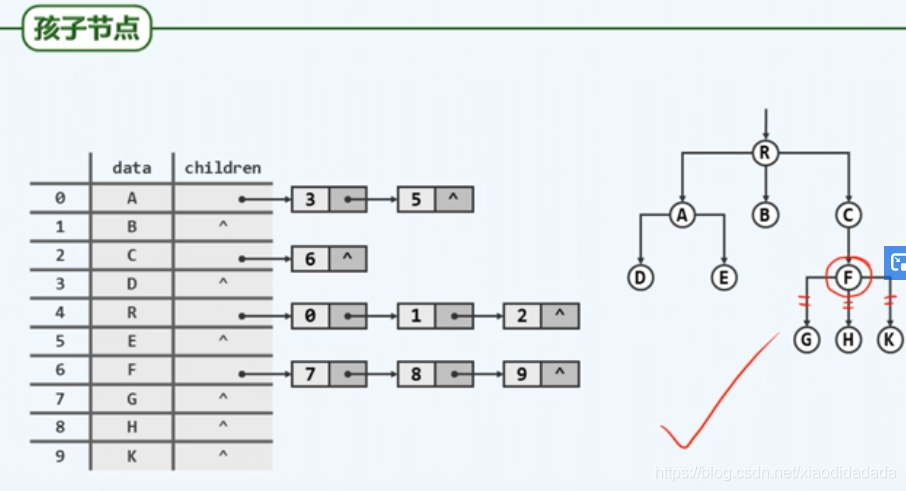 孩子节点
data children
0 A 3 5 ^
1 B ^
2 C 6 ^
3 D ^
4 R 0 1 2 ^
5 E ^
6 F 7 8 9 ^
7 G ^
8 H ^
9 K ^
R
A B C
D E F
G H K
https://blog.csdn.net/xiaodidadada